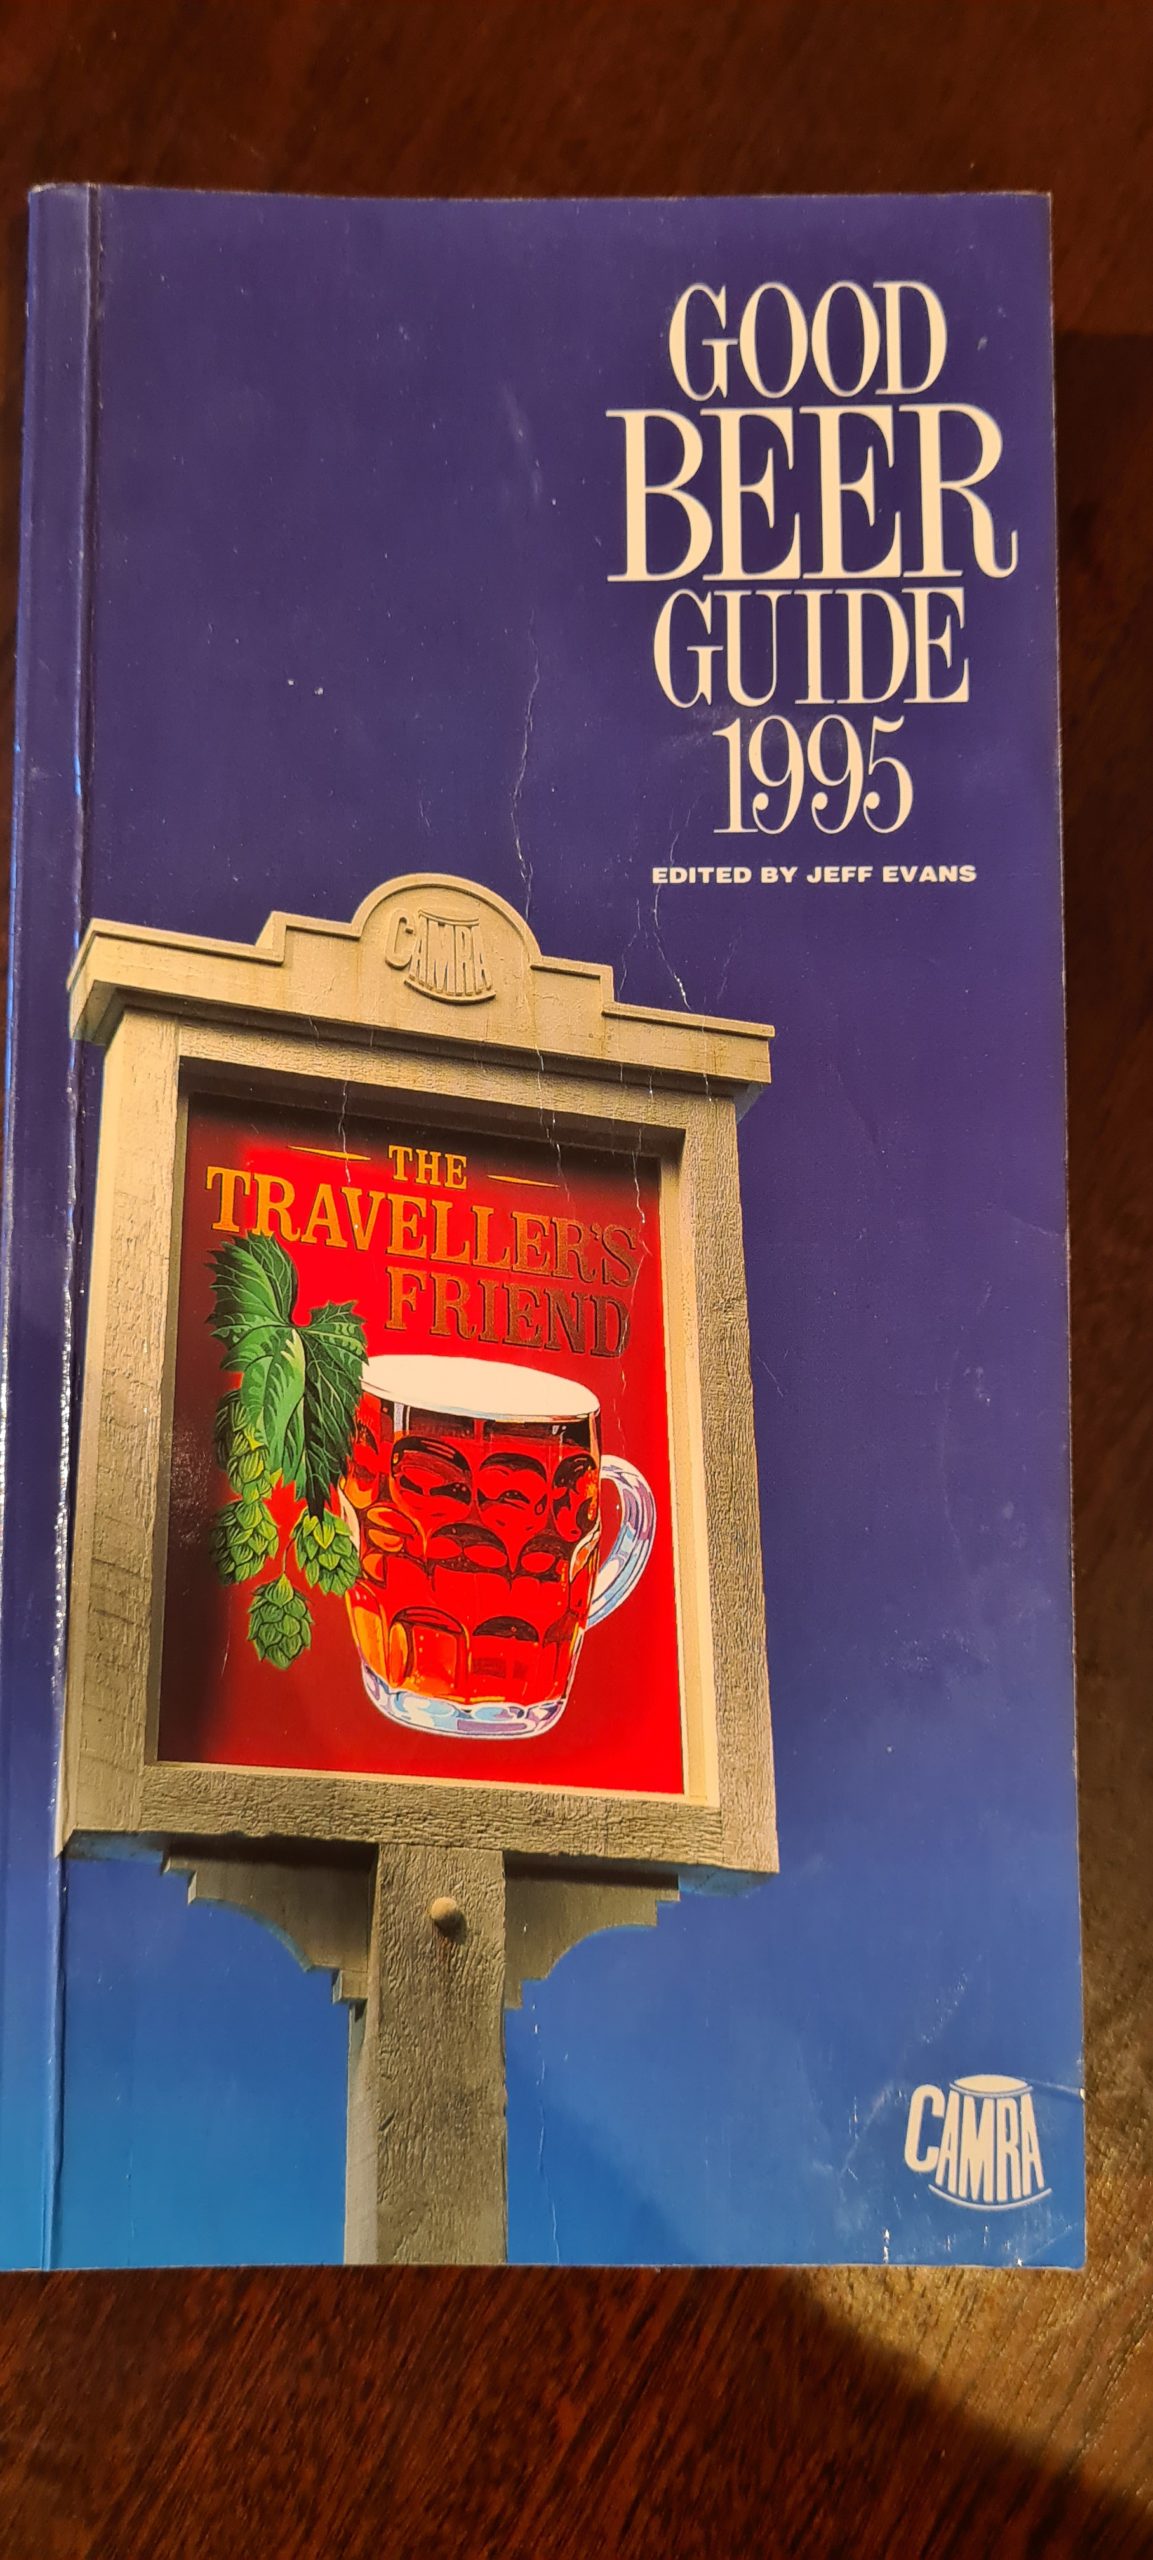 GOOD
BEER
GUIDE
1995
EDITED BY JEFF EVANS
CAMRA
THE
TRAVELLER'S
FRIEND
CAMRA